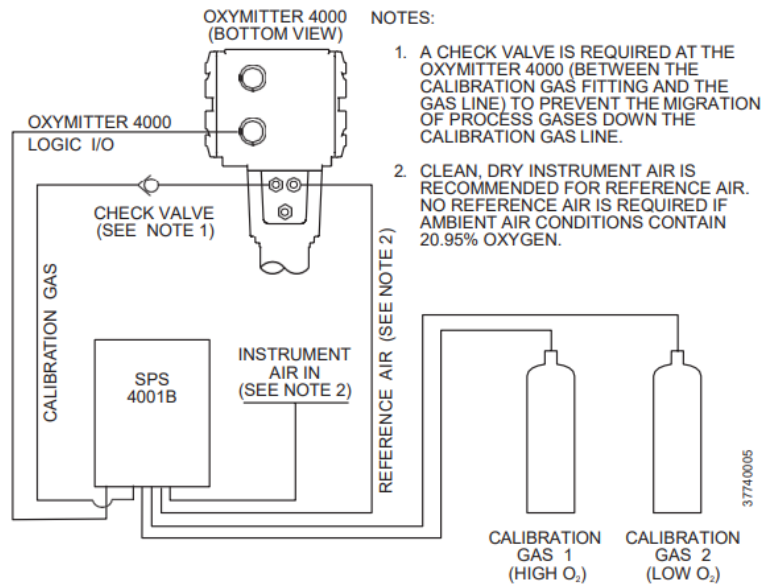 OXYMITTER 4000
(BOTTOM VIEW)
NOTES:
1. A CHECK VALVE IS REQUIRED AT THE
OXYMITTER 4000 (BETWEEN THE
CALIBRATION GAS FITTING AND THE
GAS LINE) TO PREVENT THE MIGRATION
OF PROCESS GASES DOWN THE
CALIBRATION GAS LINE.
2. CLEAN, DRY INSTRUMENT AIR IS
RECOMMENDED FOR REFERENCE AIR.
NO REFERENCE AIR IS REQUIRED IF
AMBIENT AIR CONDITIONS CONTAIN
20.95% OXYGEN.
OXYMITTER 4000
LOGIC I/O
CHECK VALVE
(SEE NOTE 1)
CALIBRATION GAS
SPS
4001B
INSTRUMENT
AIR IN
(SEE NOTE 2)
REFERENCE AIR (SEE NOTE 2)
CALIBRATION
GAS 1
(HIGH O₂)
CALIBRATION
GAS 2
(LOW O₂)
37740005